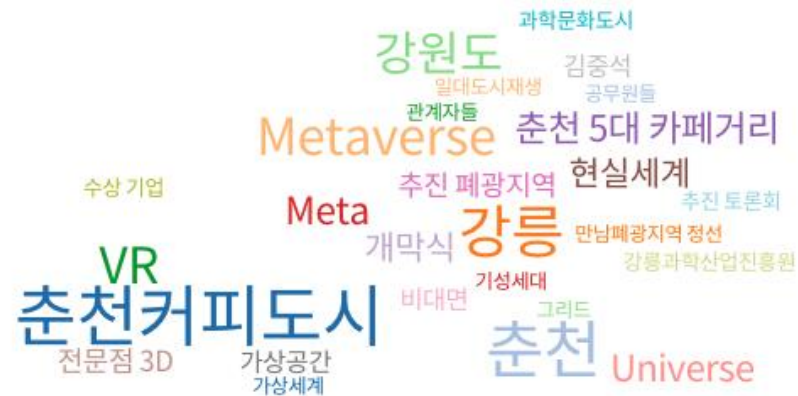 과학문화도시
강원도
김중석
일대도시재생
공무원들
관계자들
Metaverse
춘천 5대 카페거리
현실세계
수상 기업
추진 폐광지역
추진 토론회
Meta
강릉
만남폐광지역 정선
개막식
강릉과학산업진흥원
VR
기성세대
비대면
그리드
춘천커피도시
춘천
전문점 3D
가상공간
Universe
가상세계